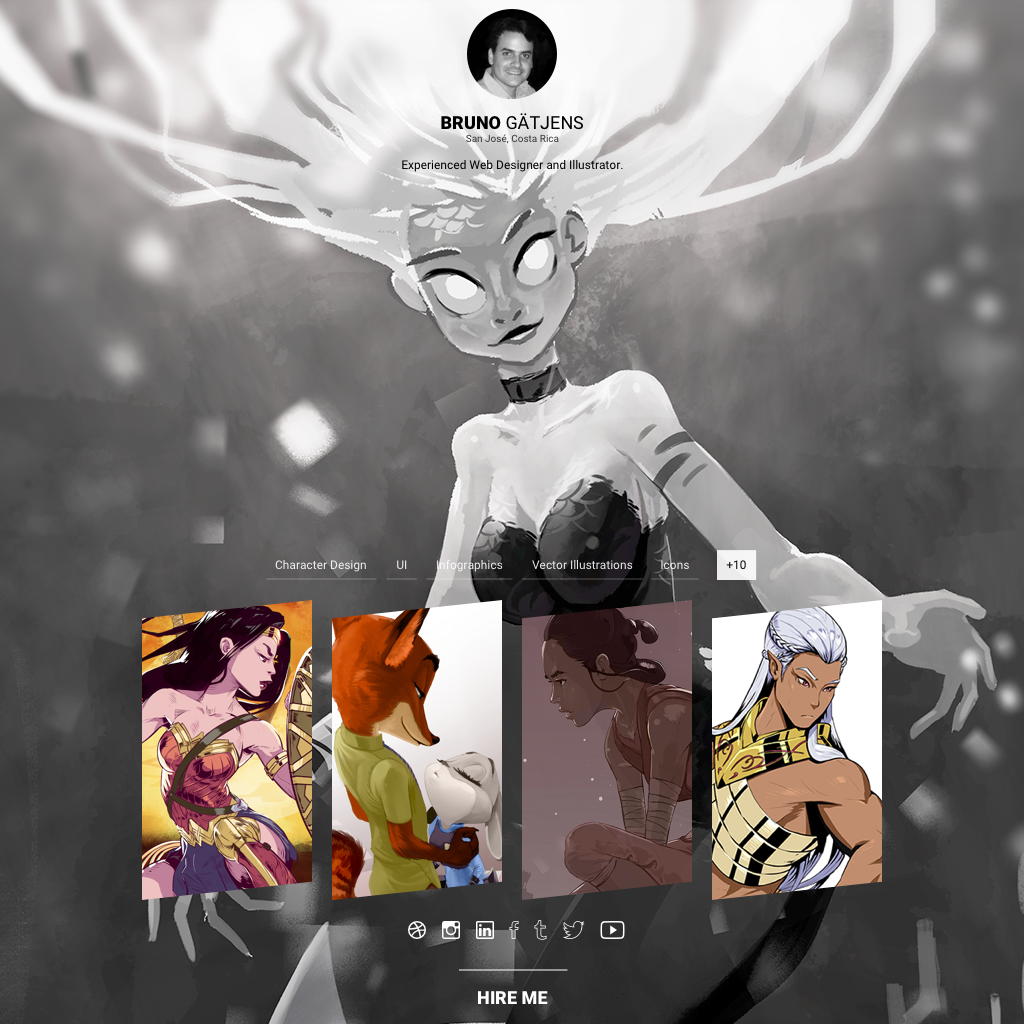 BRUNO GÄTJENS
San José, Costa Rica
Experienced Web Designer and Illustrator.
Character Design UI Infographics Vector Illustrations Icons +10
HIRE ME